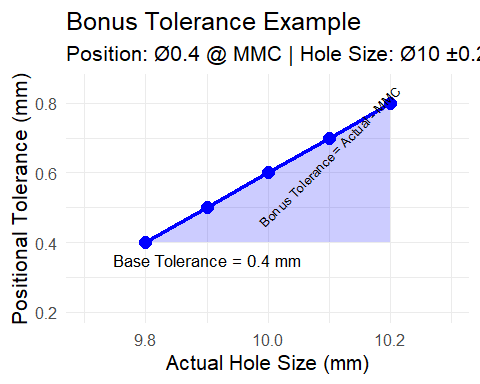 Bonus Tolerance Example
Position: Ø0.4 @ MMC | Hole Size: Ø10 ±0.2
Positional Tolerance (mm)
0.8
0.6
0.4
0.2
Bonus Tolerance = Actual - MMC
Base Tolerance = 0.4 mm
9.8 10.0 10.2
Actual Hole Size (mm)